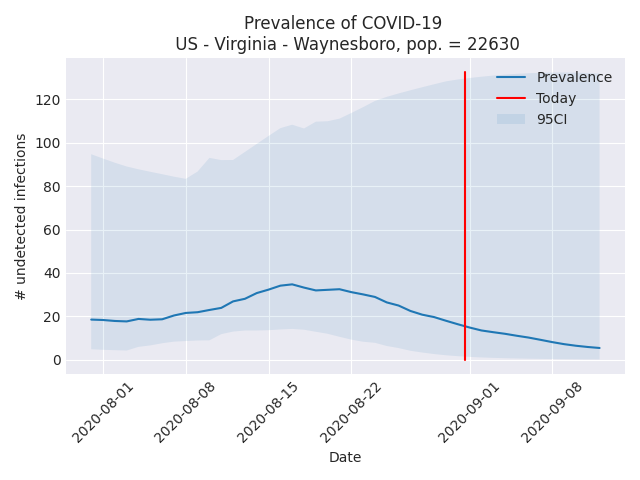 Prevalence of COVID-19
US - Virginia - Waynesboro, pop. = 22630
Prevalence
Today
95CI
# undetected infections
120
100
80
60
40
20
0
2020-08-01
2020-08-08
2020-08-15
2020-08-22
2020-09-01
2020-09-08
Date